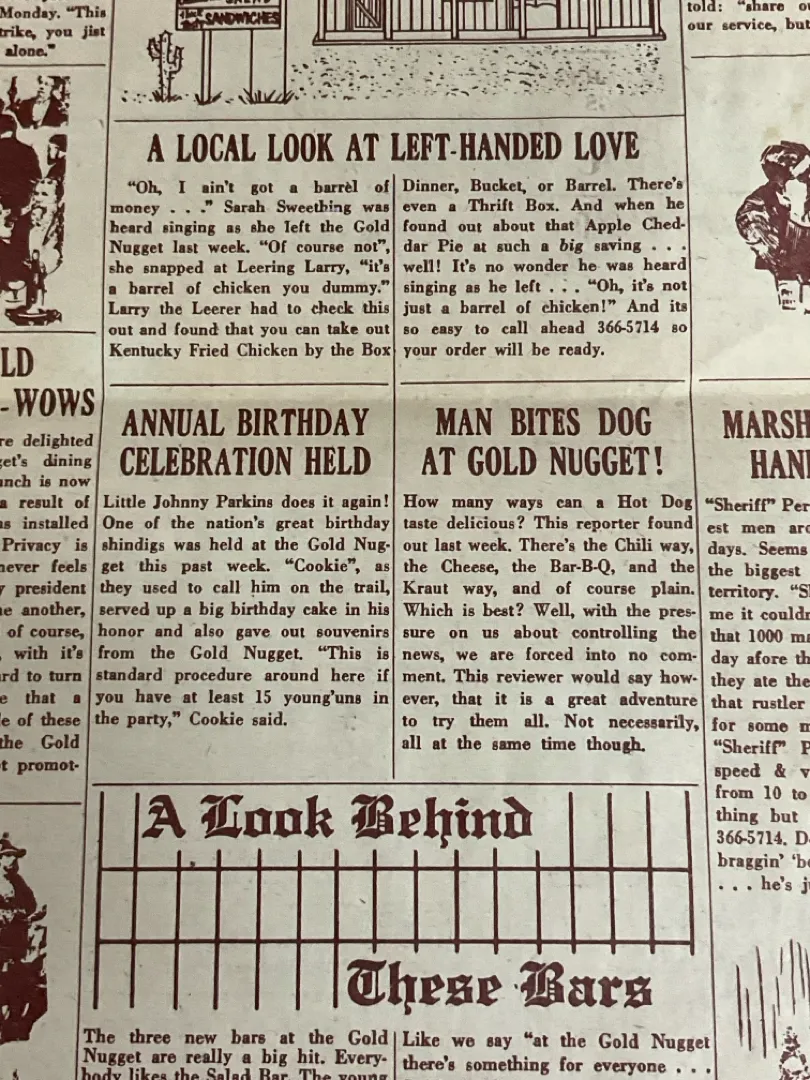 Monday. "This
trike, you jist
alone."
SANDWICHES
told: "share
our service, but
A LOCAL LOOK AT LEFT-HANDED LOVE
"Oh, I ain't got a barrel of
money . . ." Sarah Sweething was
heard singing as she left the Gold
Nugget last week. "Of course not",
she snapped at Leering Larry, "it's
a barrel of chicken you dummy."
Larry the Leerer had to check this
out and found that you can take out
Kentucky Fried Chicken by the Box
Dinner, Bucket, or Barrel. There's
even a Thrift Box. And when he
found out about that Apple Ched-
dar Pie at such a big saving . . .
well! It's no wonder he was heard
singing as he left . . . "Oh, it's not
just a barrel of chicken!" And its
so easy to call ahead 366-5714 so
your order will be ready.
LD
-WOWS
re delighted
get's dining
unch is now
a result of
as installed
Privacy is
never feels
y president
ne another,
of course,
with it's
rd to turn
e that a
le of these
the Gold
t promot-
ANNUAL BIRTHDAY
CELEBRATION HELD
Little Johnny Parkins does it again!
One of the nation's great birthday
shindigs was held at the Gold Nug-
get this past week. "Cookie", as
they used to call him on the trail,
served up a big birthday cake in his
honor and also gave out souvenirs
from the Gold Nugget. "This is
standard procedure around here if
you have at least 15 young'uns in
the party," Cookie said.
MAN BITES DOG
AT GOLD NUGGET!
How many ways can a Hot Dog
taste delicious? This reporter found
out last week. There's the Chili way,
the Cheese, the Bar-B-Q, and the
Kraut way, and of course plain.
Which is best? Well, with the pres-
sure on us about controlling the
news, we are forced into no com-
ment. This reviewer would say how-
ever, that it is a great adventure
to try them all. Not necessarily,
all at the same time though.
MARSH
HAN
"Sheriff" Per
est men aro
days. Seems
the biggest
territory. "S
me it couldn
that 1000 ma
day afore th
they ate the
that rustler
for some m
"Sheriff" P
speed & v
from 10 to
thing but
366-5714. D
braggin' 'b
. . . he's j
A Look Behind
These Bars
The three new bars at the Gold
Nugget are really a big hit. Every-
body likes the Salad Bar. The young
Like we say "at the Gold Nugget
there's something for everyone . . .